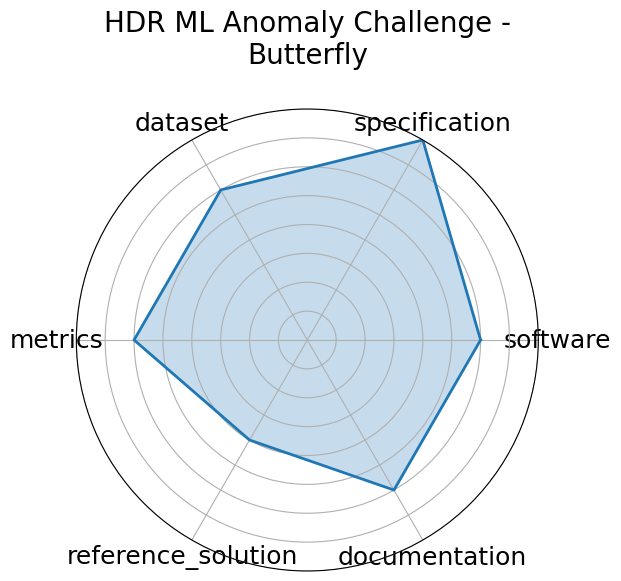 HDR ML Anomaly Challenge -
Butterfly
dataset
specification
metrics
software
reference_solution
documentation